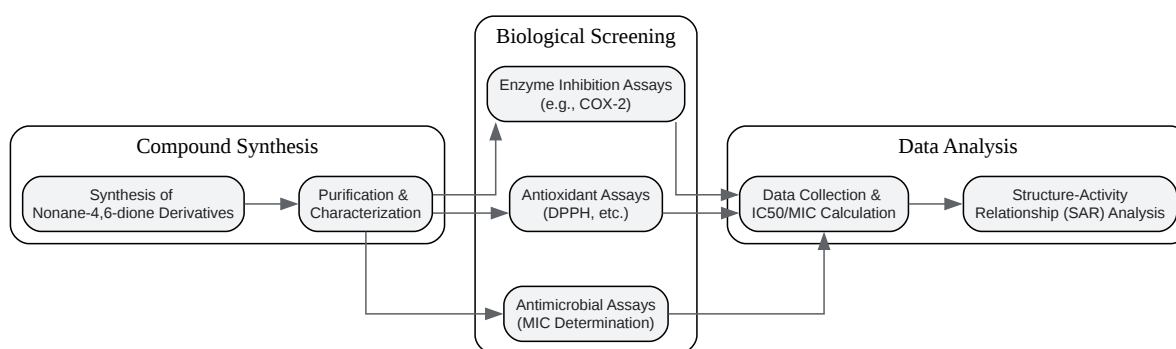 Compound Synthesis
Synthesis of
Nonane-4,6-dione Derivatives
Purification &
Characterization
Biological Screening
Enzyme Inhibition Assays
(e.g., COX-2)
Antioxidant Assays
(DPPH, etc.)
Antimicrobial Assays
(MIC Determination)
Data Analysis
Data Collection &
IC50/MIC Calculation
Structure-Activity
Relationship (SAR) Analysis